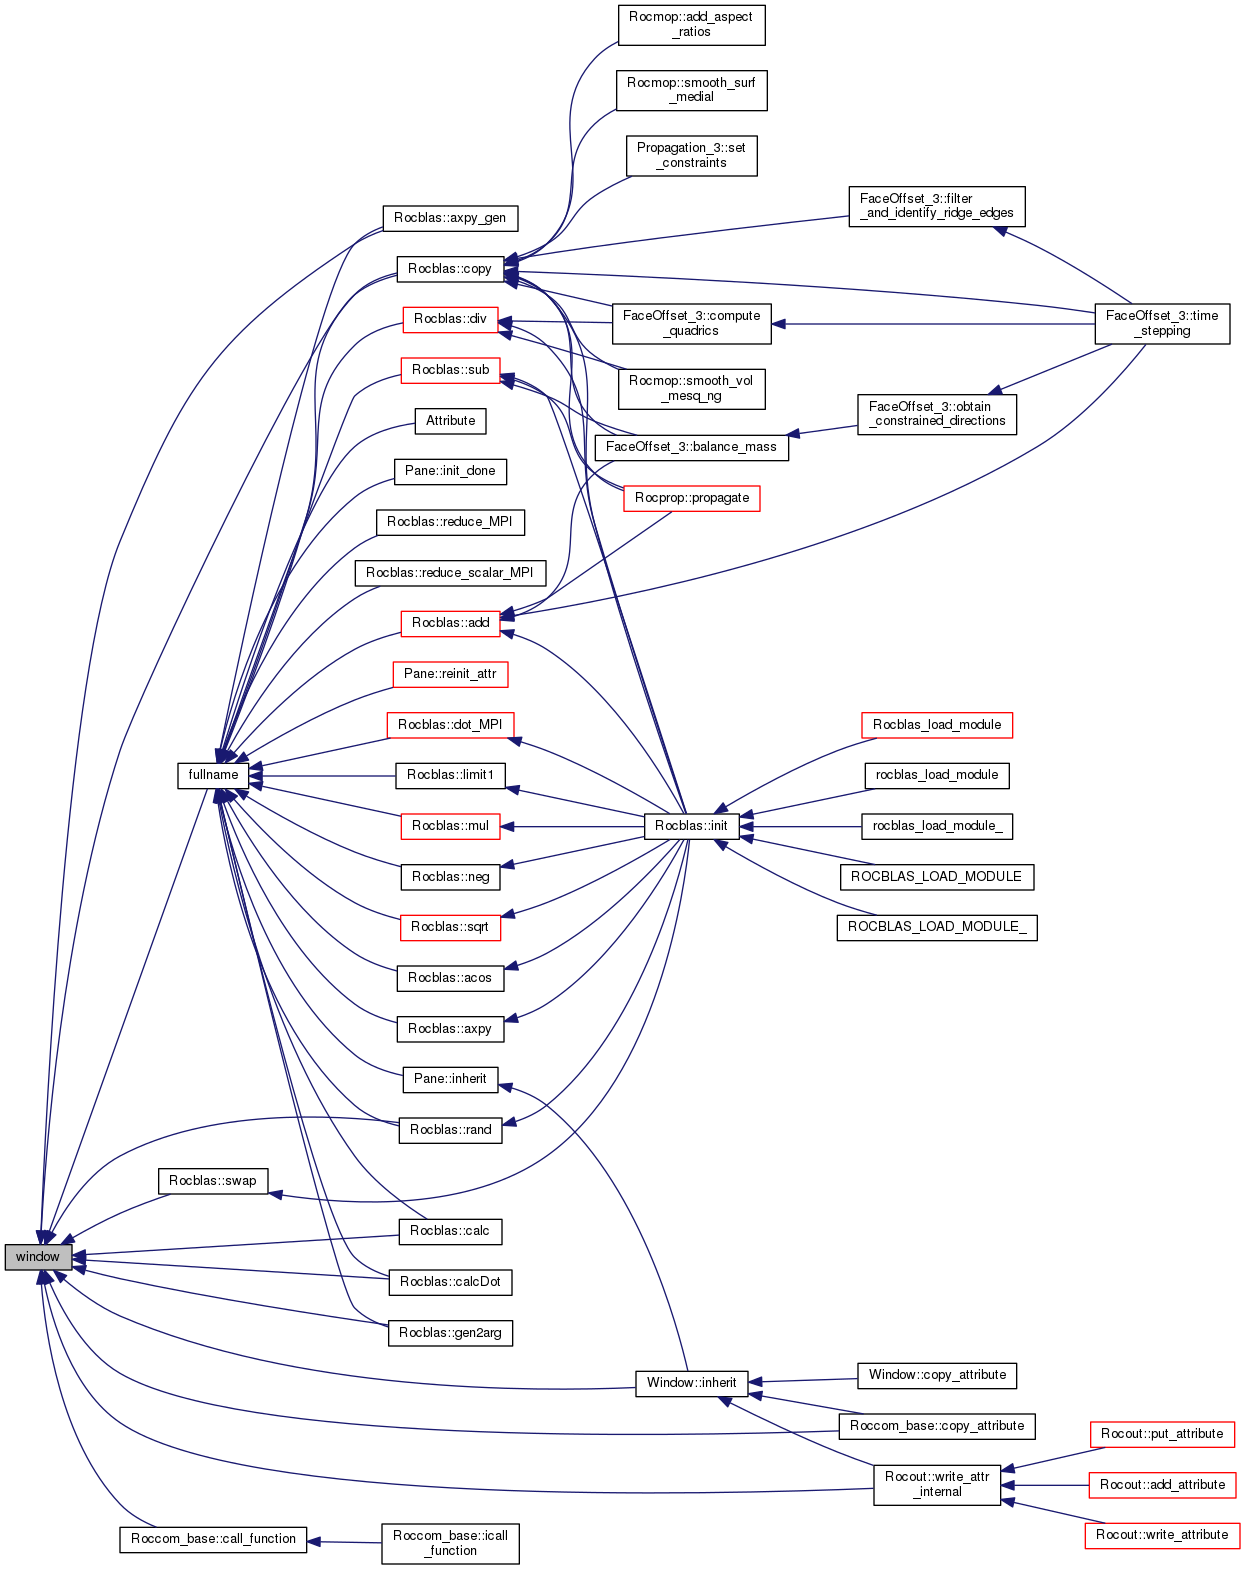 Rocmop::add_aspect
_ratios
Rocmop::smooth_surf
_medial
Propagation_3::set
_constraints
FaceOffset_3::filter
_and_identify_ridge_edges
Rocblas::axpy_gen
Rocblas::copy
Rocblas::div
FaceOffset_3::compute
_quadrics
FaceOffset_3::time
_stepping
Rocblas::sub
Rocmop::smooth_vol
_mesq_ng
Attribute
FaceOffset_3::obtain
_constrained_directions
FaceOffset_3::balance_mass
Pane::init_done
Rocprop::propagate
Rocblas::reduce_MPI
Rocblas::reduce_scalar_MPI
Rocblas::add
Pane::reinit_attr
Rocblas::dot_MPI
Rocblas_load_module
fullname
Rocblas::limit1
rocblas_load_module
Rocblas::mul
Rocblas::init
rocblas_load_module_
Rocblas::neg
ROCBLAS_LOAD_MODULE
Rocblas::sqrt
ROCBLAS_LOAD_MODULE_
Rocblas::acos
Rocblas::axpy
Pane::inherit
Rocblas::rand
Rocblas::swap
Rocblas::calc
window
Rocblas::calcDot
Rocblas::gen2arg
Window::inherit
Window::copy_attribute
Roccom_base::copy_attribute
Rocout::put_attribute
Rocout::write_attr
_internal
Rocout::add_attribute
Rocout::write_attribute
Roccom_base::call_function
Roccom_base::icall
_function